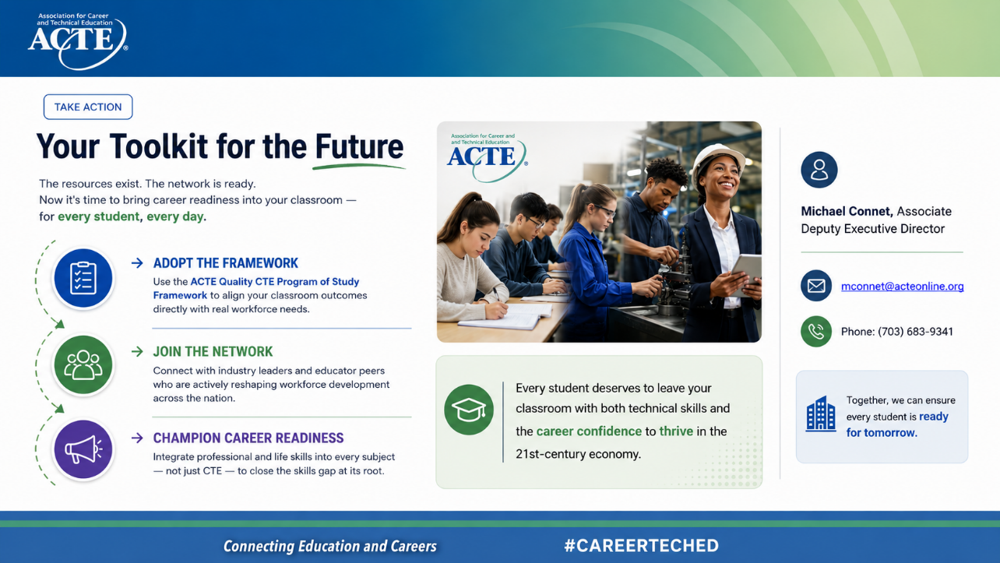 Association for Career
and Technical Education
ACTE®
TAKE ACTION
Your Toolkit for the Future
The resources exist. The network is ready.
Now it's time to bring career readiness into your classroom —
for every student, every day.
→ ADOPT THE FRAMEWORK
Use the ACTE Quality CTE Program of Study
Framework to align your classroom outcomes
directly with real workforce needs.
→ JOIN THE NETWORK
Connect with industry leaders and educator peers
who are actively reshaping workforce development
across the nation.
→ CHAMPION CAREER READINESS
Integrate professional and life skills into every subject
— not just CTE — to close the skills gap at its root.
Association for Career and
and Technical Education
ACTE®
Every student deserves to leave your
classroom with both technical skills and
the career confidence to thrive in the
21st-century economy.
Michael Connet, Associate
Deputy Executive Director
mconnet@acteonline.org
Phone: (703) 683-9341
Together, we can ensure
every student is ready
for tomorrow.
Connecting Education and Careers
#CAREERTECHED